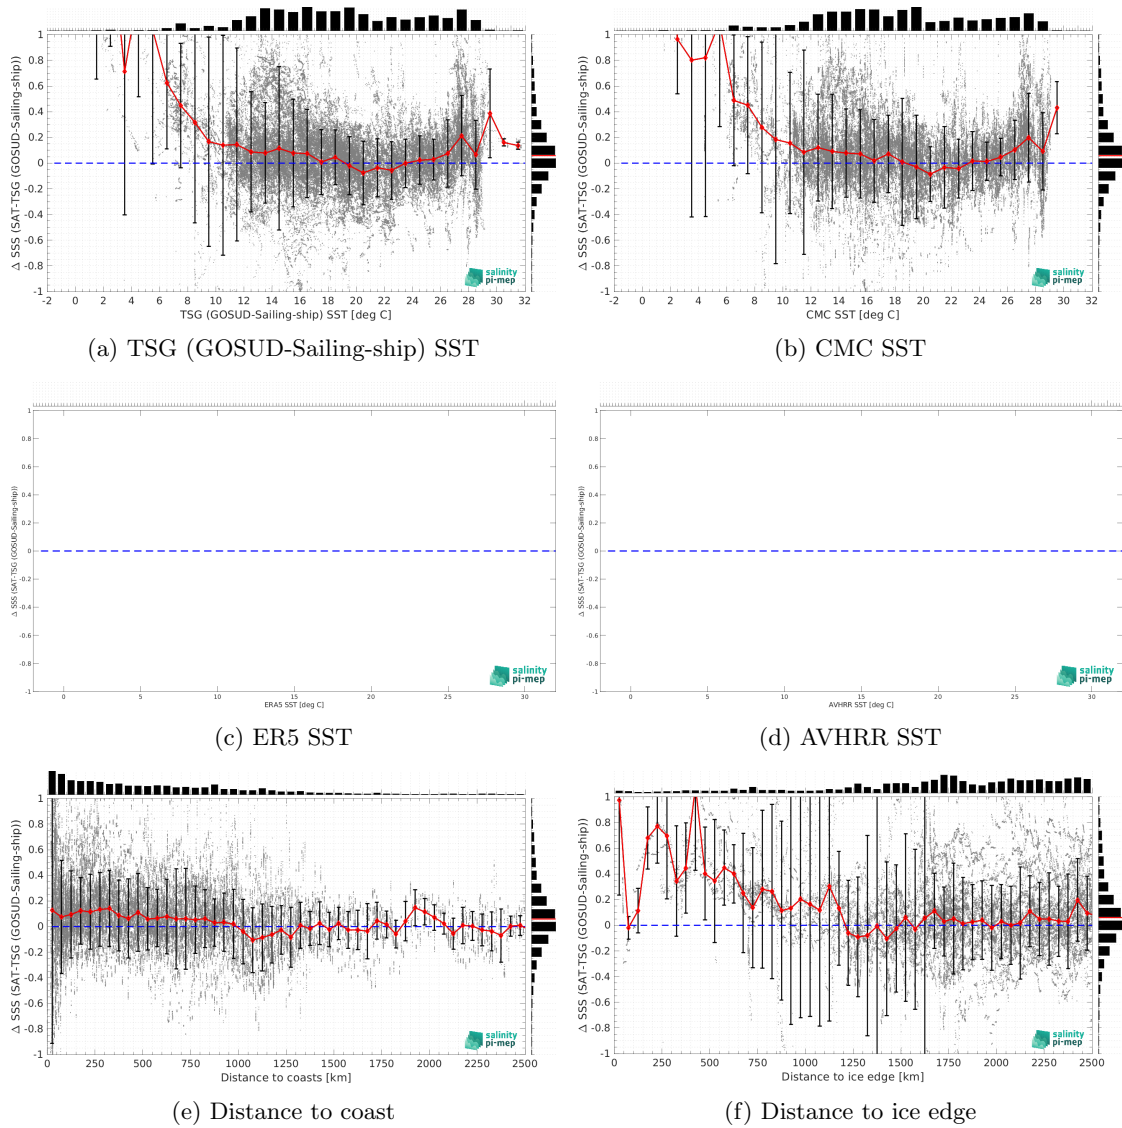 Δ SSS (SAT-TSG (GOSUD-Sailing-ship))
1
0.8
0.6
0.4
0.2
0
-0.2
-0.4
-0.6
-0.8
-1
-2 0 2 4 6 8 10 12 14 16 18 20 22 24 26 28 30 32
TSG (GOSUD-Sailing-ship) SST [deg C]
salinity
pi-mep
(a) TSG (GOSUD-Sailing-ship) SST
Δ SSS (SAT-TSG (GOSUD-Sailing-ship))
1
0.8
0.6
0.4
0.2
0
-0.2
-0.4
-0.6
-0.8
-1
-2 0 2 4 6 8 10 12 14 16 18 20 22 24 26 28 30 32
CMC SST [deg C]
salinity
pi-mep
(b) CMC SST
Δ SSS (SAT-TSG (GOSUD-Sailing-ship))
1
0.8
0.6
0.4
0.2
0
-0.2
-0.4
-0.6
-0.8
-1
0 5 10 15 20 25 30
ERA5 SST [deg C]
salinity
pi-mep
(c) ER5 SST
Δ SSS (SAT-TSG (GOSUD-Sailing-ship))
1
0.8
0.6
0.4
0.2
0
-0.2
-0.4
-0.6
-0.8
-1
0 5 10 15 20 25 30
AVHRR SST [deg C]
salinity
pi-mep
(d) AVHRR SST
Δ SSS (SAT-TSG (GOSUD-Sailing-ship))
1
0.8
0.6
0.4
0.2
0
-0.2
-0.4
-0.6
-0.8
-1
0 250 500 750 1000 1250 1500 1750 2000 2250 2500
Distance to coasts [km]
salinity
pi-mep
(e) Distance to coast
Δ SSS (SAT-TSG (GOSUD-Sailing-ship))
1
0.8
0.6
0.4
0.2
0
-0.2
-0.4
-0.6
-0.8
-1
0 250 500 750 1000 1250 1500 1750 2000 2250 2500
Distance to ice edge [km]
salinity
pi-mep
(f) Distance to ice edge